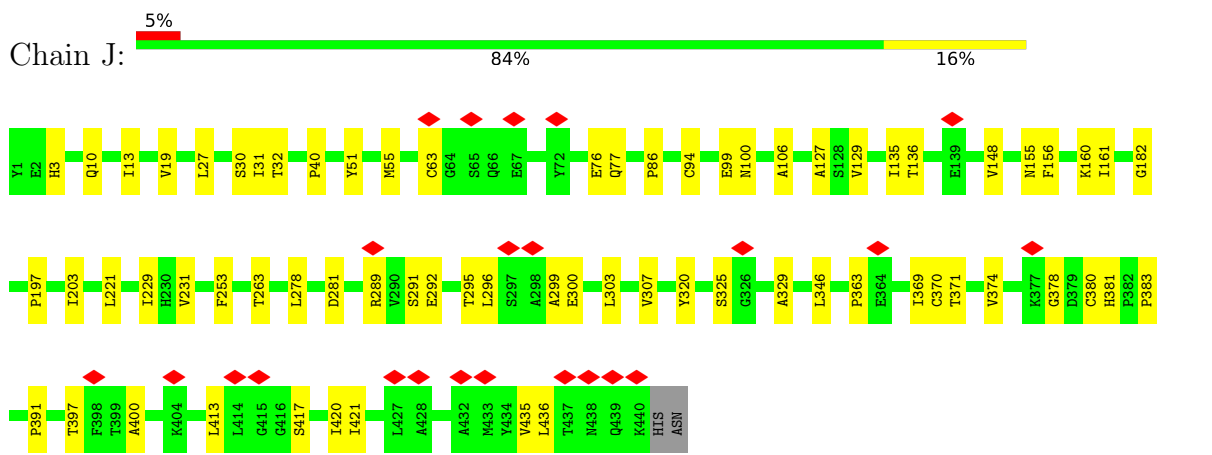 5%
Chain J:
84% 16%
Y1 E2 H3 Q10 I13 V19 L27 S30 I31 T32 P40 Y51 M55 C63 G64 S65 Q66 E67 Y72 E76 Q77 P86 C94 E99 N100 A106 A127 S128 V129 I135 T136 E139 V148 N155 F156 K160 I161 G182
P197 I203 L221 I229 H230 V231 F253 T263 L278 D281 R289 V290 S291 E292 T295 L296 S297 A298 A299 E300 L303 V307 Y320 S325 G326 A329 L346 P363 E364 I369 C370 T371 V374 K377 G378 D379 C380 H381 P382 P383
P391 T397 F398 T399 A400 K404 L413 L414 G415 G416 S417 I420 I421 L427 A428 A432 M433 Y434 V435 L436 T437 N438 Q439 K440 HIS ASN